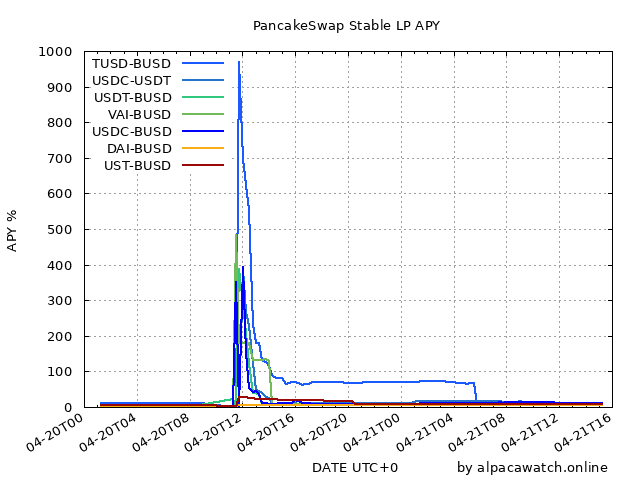 PancakeSwap Stable LP APY
1000
900
800
700
600
500
400
300
200
100
0
APY %
TUSD-BUSD
USDC-USDT
USDT-BUSD
VAI-BUSD
USDC-BUSD
DAI-BUSD
UST-BUSD
04-20T00
04-20T04
04-20T08
04-20T12
04-20T16
04-20T20
04-21T00
04-21T04
04-21T08
04-21T12
04-21T16
DATE UTC+0
by alpacawatch.online